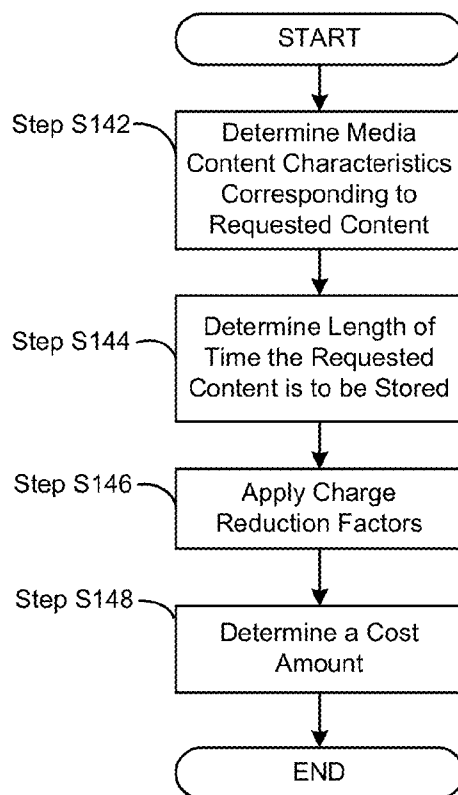 START
Step S142
Determine Media
Content Characteristics
Corresponding to
Requested Content
Step S144
Determine Length of
Time the Requested
Content is to be Stored
Step S146
Apply Charge
Reduction Factors
Step S148
Determine a Cost
Amount
END